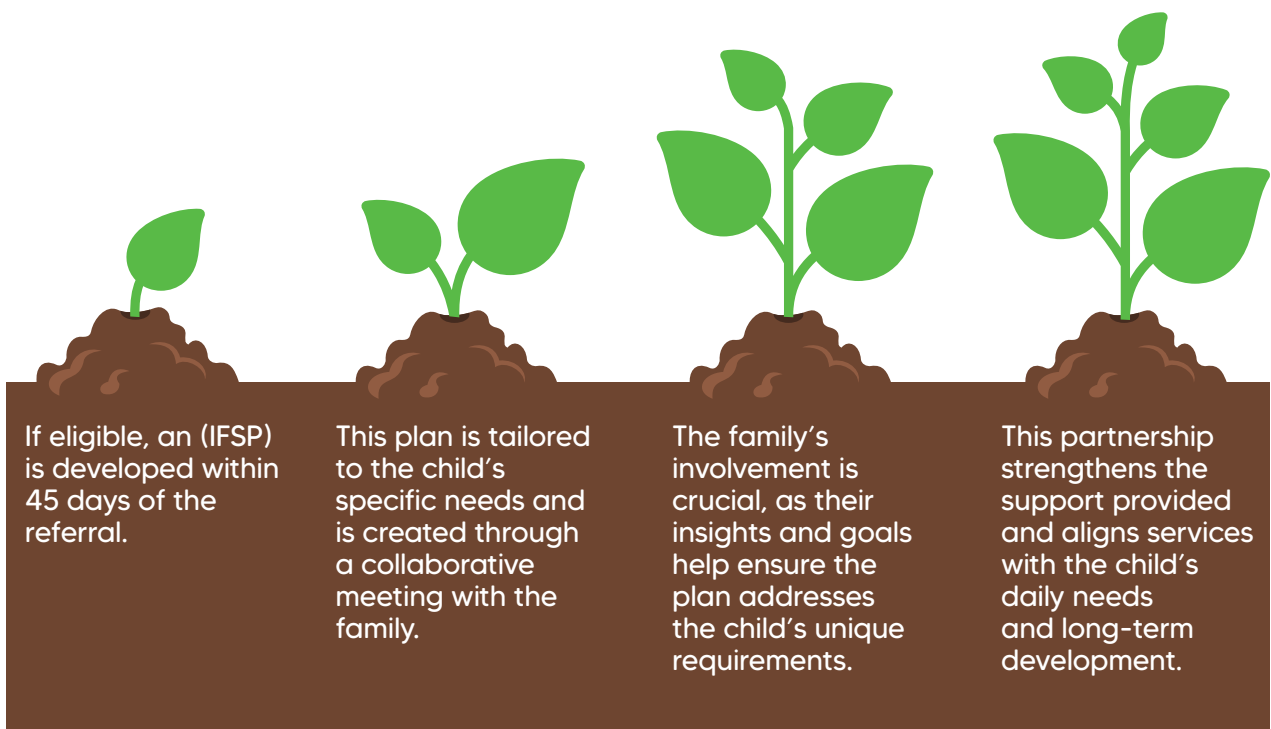 If eligible, an (IFSP)
is developed within
45 days of the
referral.
This plan is tailored
to the child’s
specific needs and
is created through
a collaborative
meeting with the
family.
The family’s
involvement is
crucial, as their
insights and goals
help ensure the
plan addresses
the child’s unique
requirements.
This partnership
strengthens the
support provided
and aligns services
with the child’s
daily needs
and long-term
development.